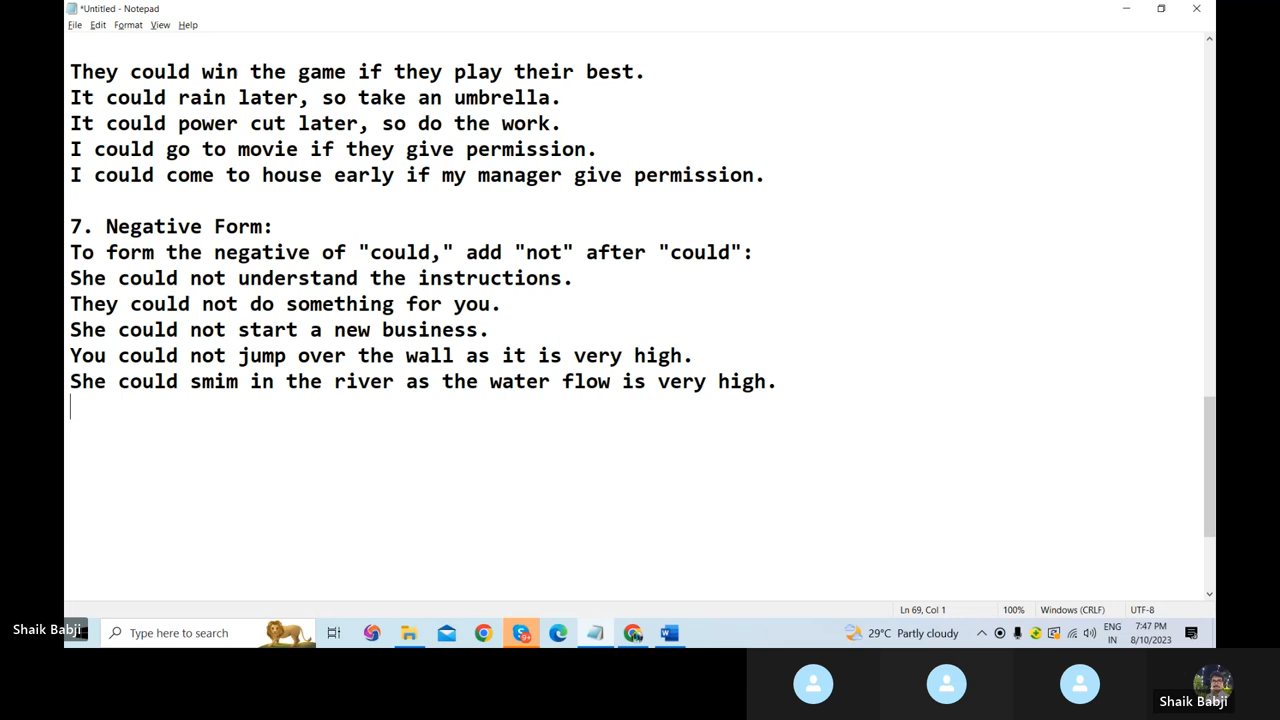 *Untitled - Notepad
File Edit Format View Help
They could win the game if they play their best.
It could rain later, so take an umbrella.
It could power cut later, so do the work.
I could go to movie if they give permission.
I could come to house early if my manager give permission.
7. Negative Form:
To form the negative of "could," add "not" after "could":
She could not understand the instructions.
They could not do something for you.
She could not start a new business.
You could not jump over the wall as it is very high.
She could smim in the river as the water flow is very high.
Ln 69, Col 1 100% Windows (CRLF) UTF-8
Shaik Babji
Type here to search
29°C Partly cloudy
ENG
IN
7:47 PM
8/10/2023
Shaik Babji